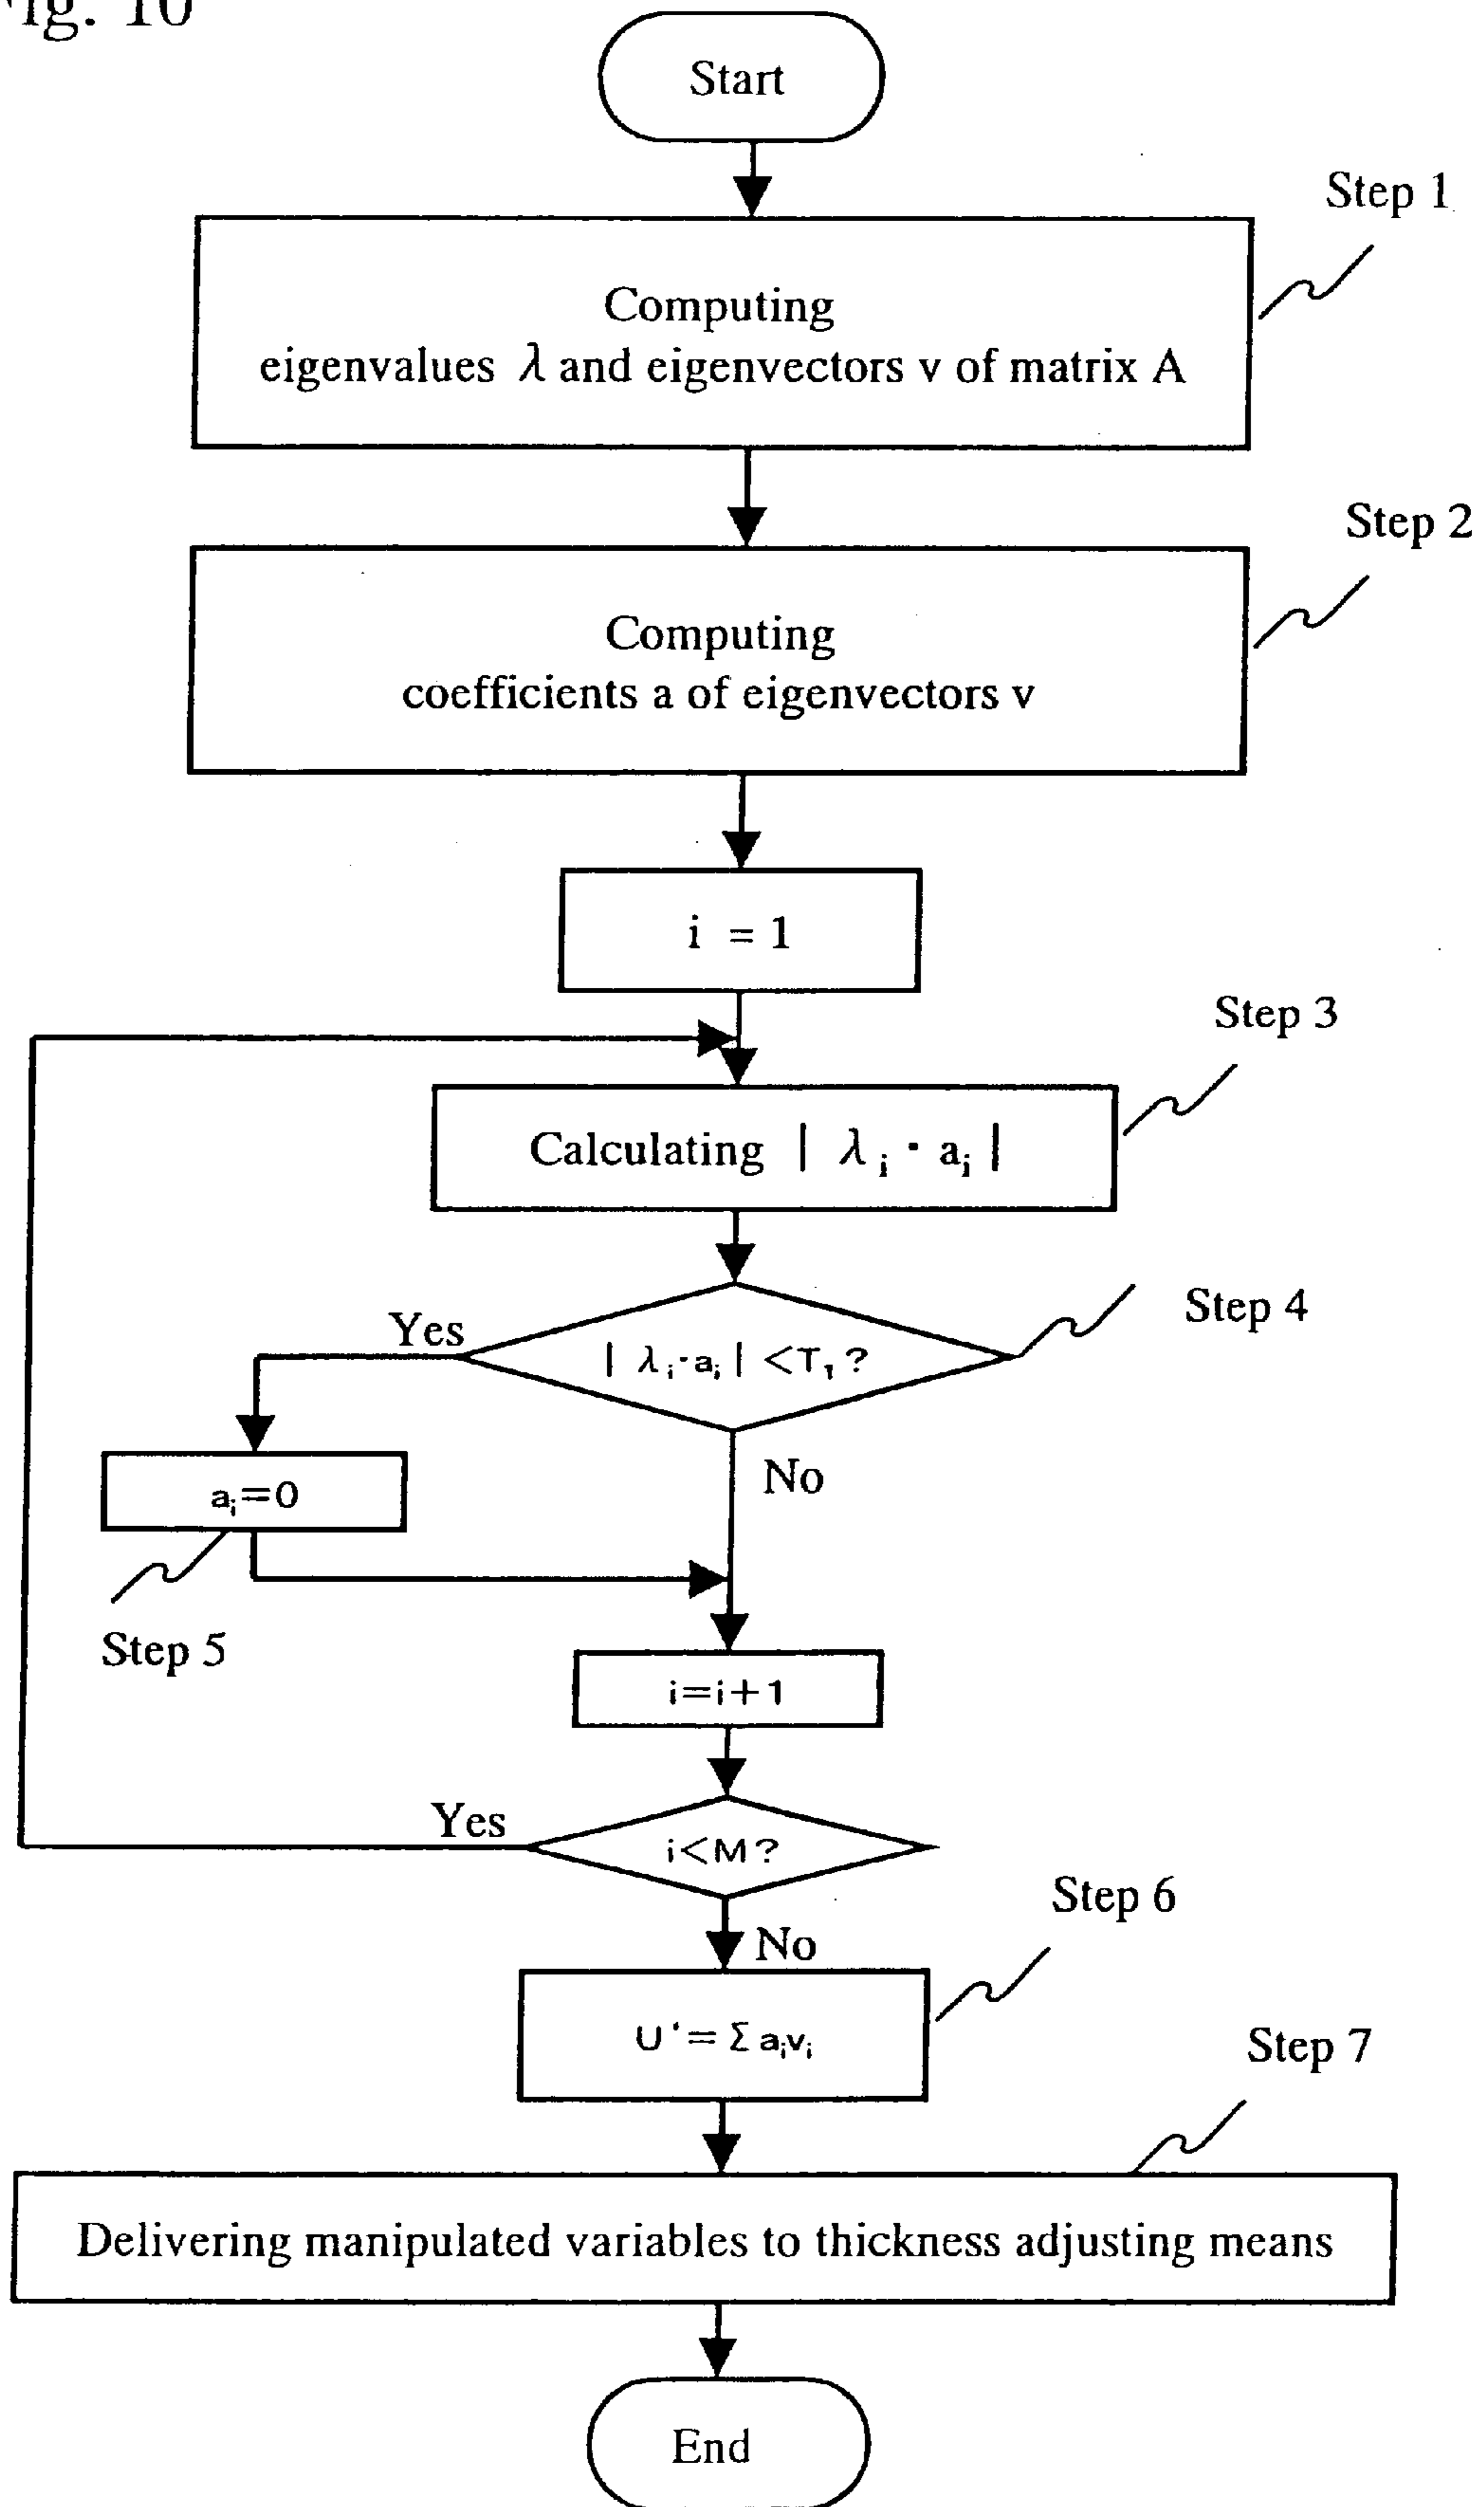 Fig. 10
Start
Step 1
Computing
eigenvalues λ and eigenvectors v of matrix A
Step 2
Computing
coefficients a of eigenvectors v
i = 1
Step 3
Calculating | λi · ai |
Step 4
Yes
| λi·ai | <T1 ?
No
ai=0
Step 5
i=i+1
Yes
i<M?
Step 6
No
U'=Σ aivi
Step 7
Delivering manipulated variables to thickness adjusting means
End